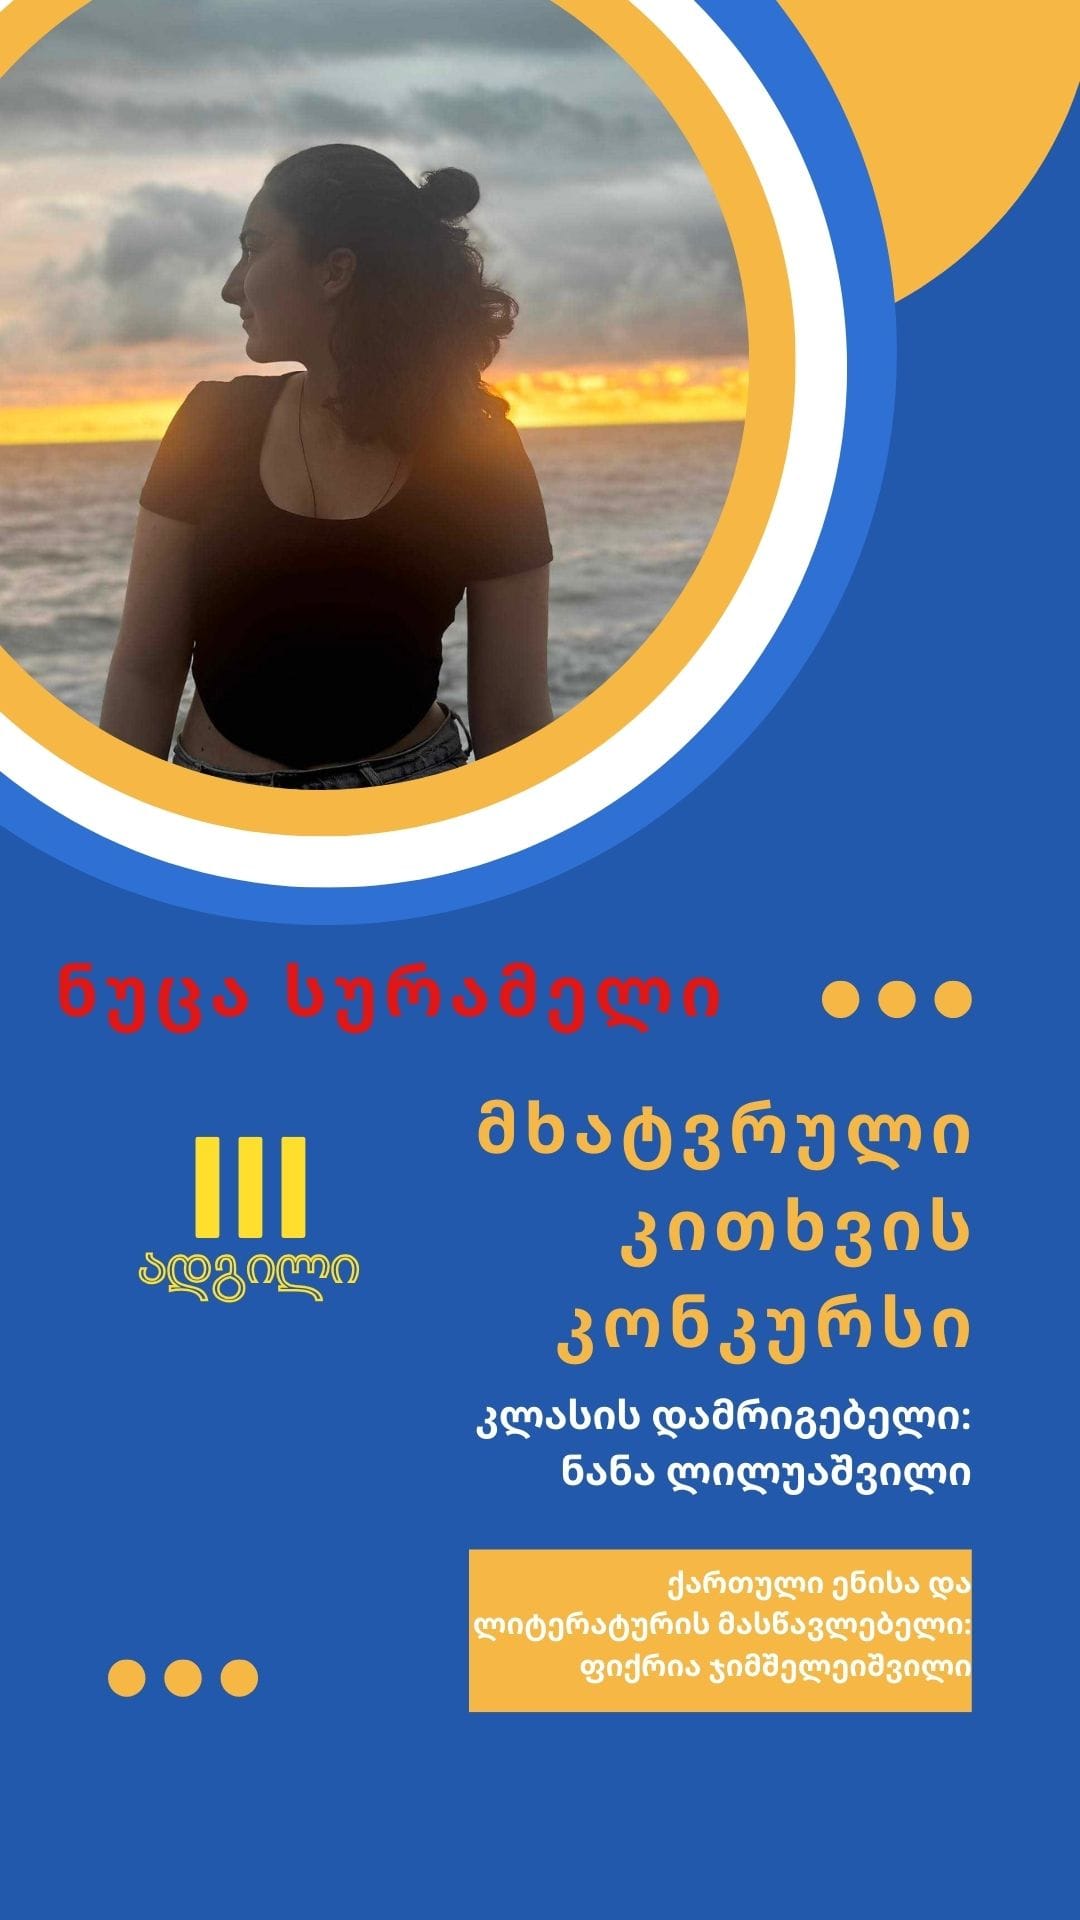 ნუცა სურამელი
III
ადგილი
მხატვრული
კითხვის
კონკურსი
კლასის დამრიგებელი:
ნანა ლილუაშვილი
ქართული ენისა და
ლიტერატურის მასწავლებელი:
ფიქრია ჯიმშელეიშვილი